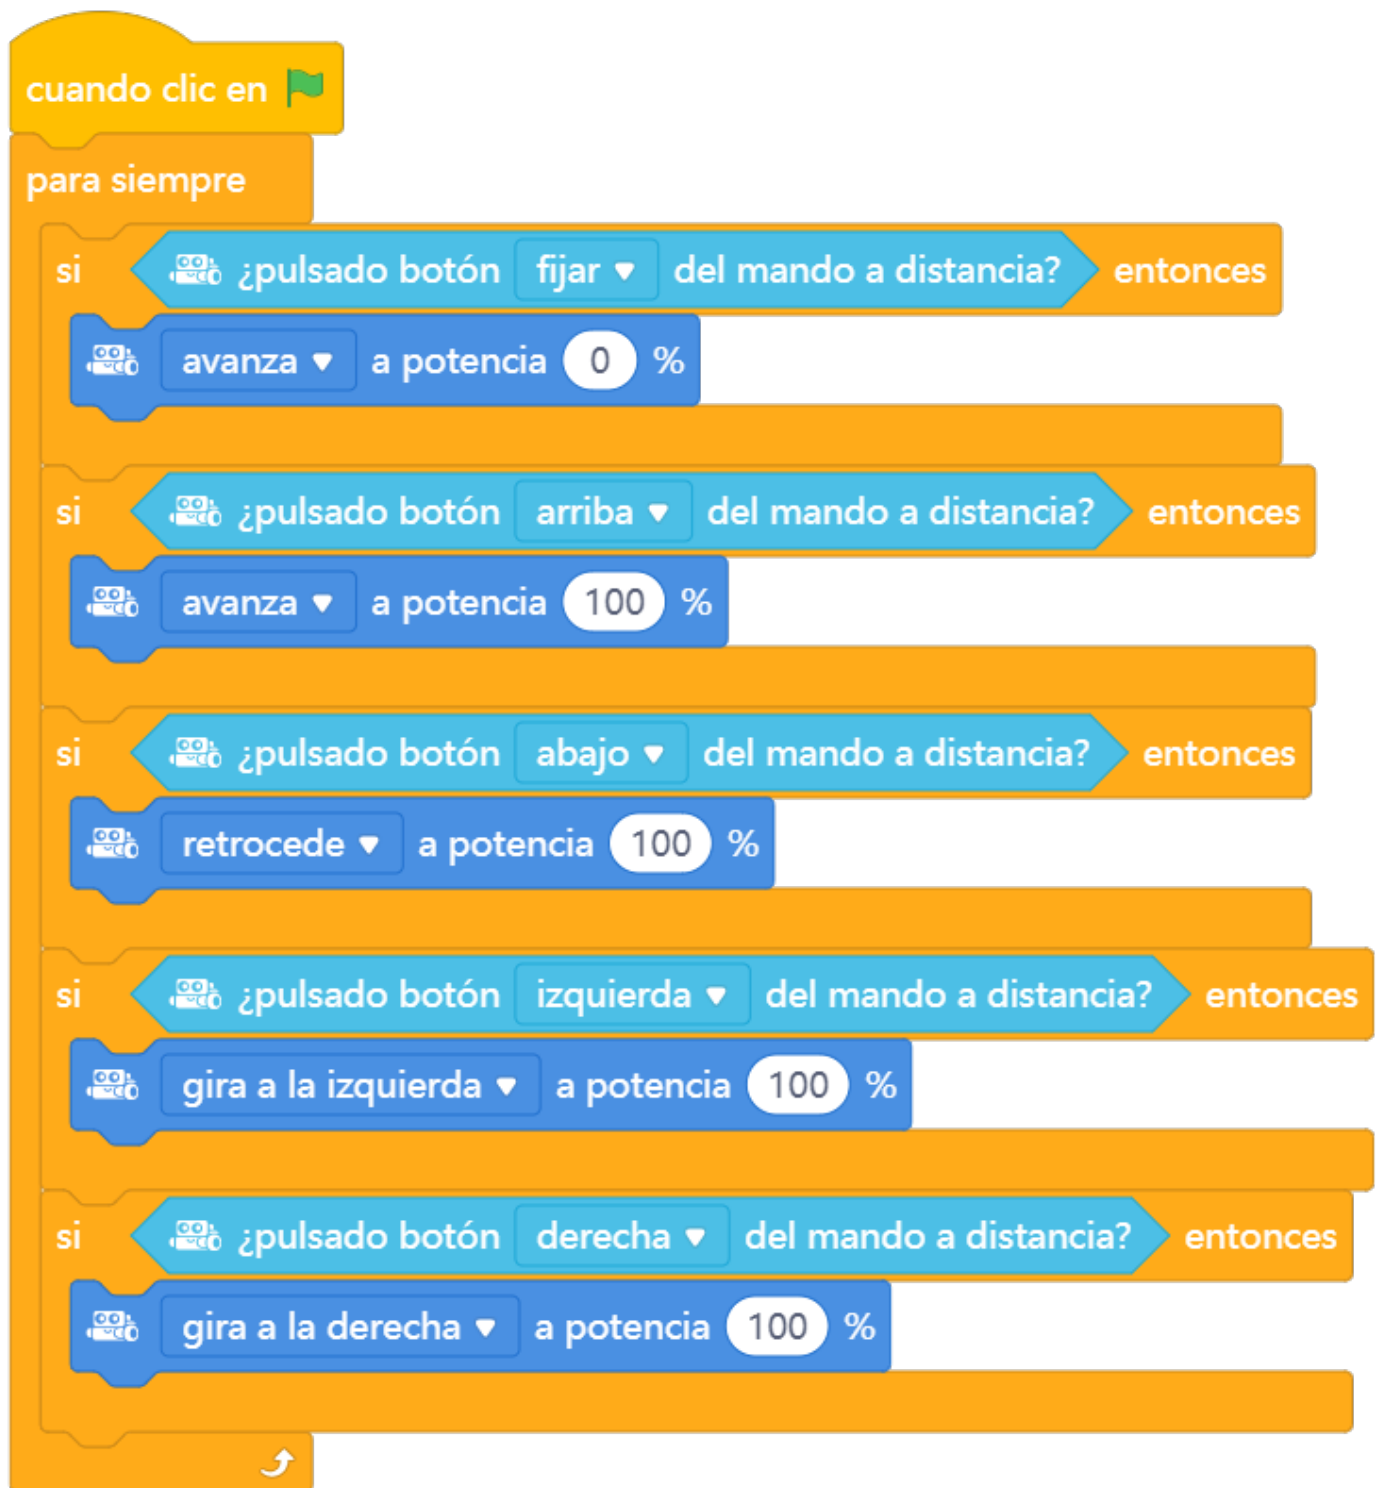 cuando clic en
para siempre
si ¿pulsado botón fijar del mando a distancia? entonces
avanza a potencia 0 %
si ¿pulsado botón arriba del mando a distancia? entonces
avanza a potencia 100 %
si ¿pulsado botón abajo del mando a distancia? entonces
retrocede a potencia 100 %
si ¿pulsado botón izquierda del mando a distancia? entonces
gira a la izquierda a potencia 100 %
si ¿pulsado botón derecha del mando a distancia? entonces
gira a la derecha a potencia 100 %